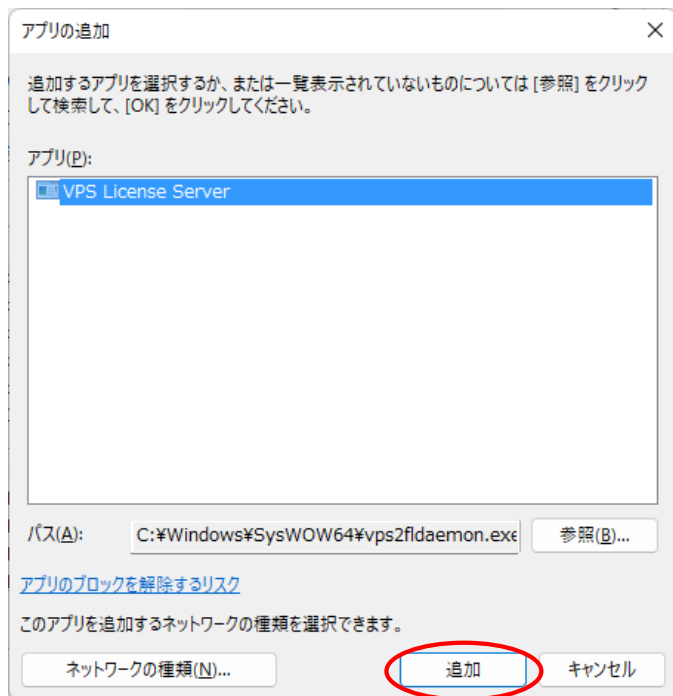 アプリの追加
追加するアプリを選択するか、または一覧表示されていないものについては [参照] をクリック
して検索して、[OK] をクリックしてください。
アプリ(P):
VPS License Server
パス(A):
C:¥Windows¥SysWOW64¥vps2fldaemon.exe
参照(B)...
アプリのブロックを解除するリスク
このアプリを追加するネットワークの種類を選択できます。
ネットワークの種類(N)...
追加
キャンセル